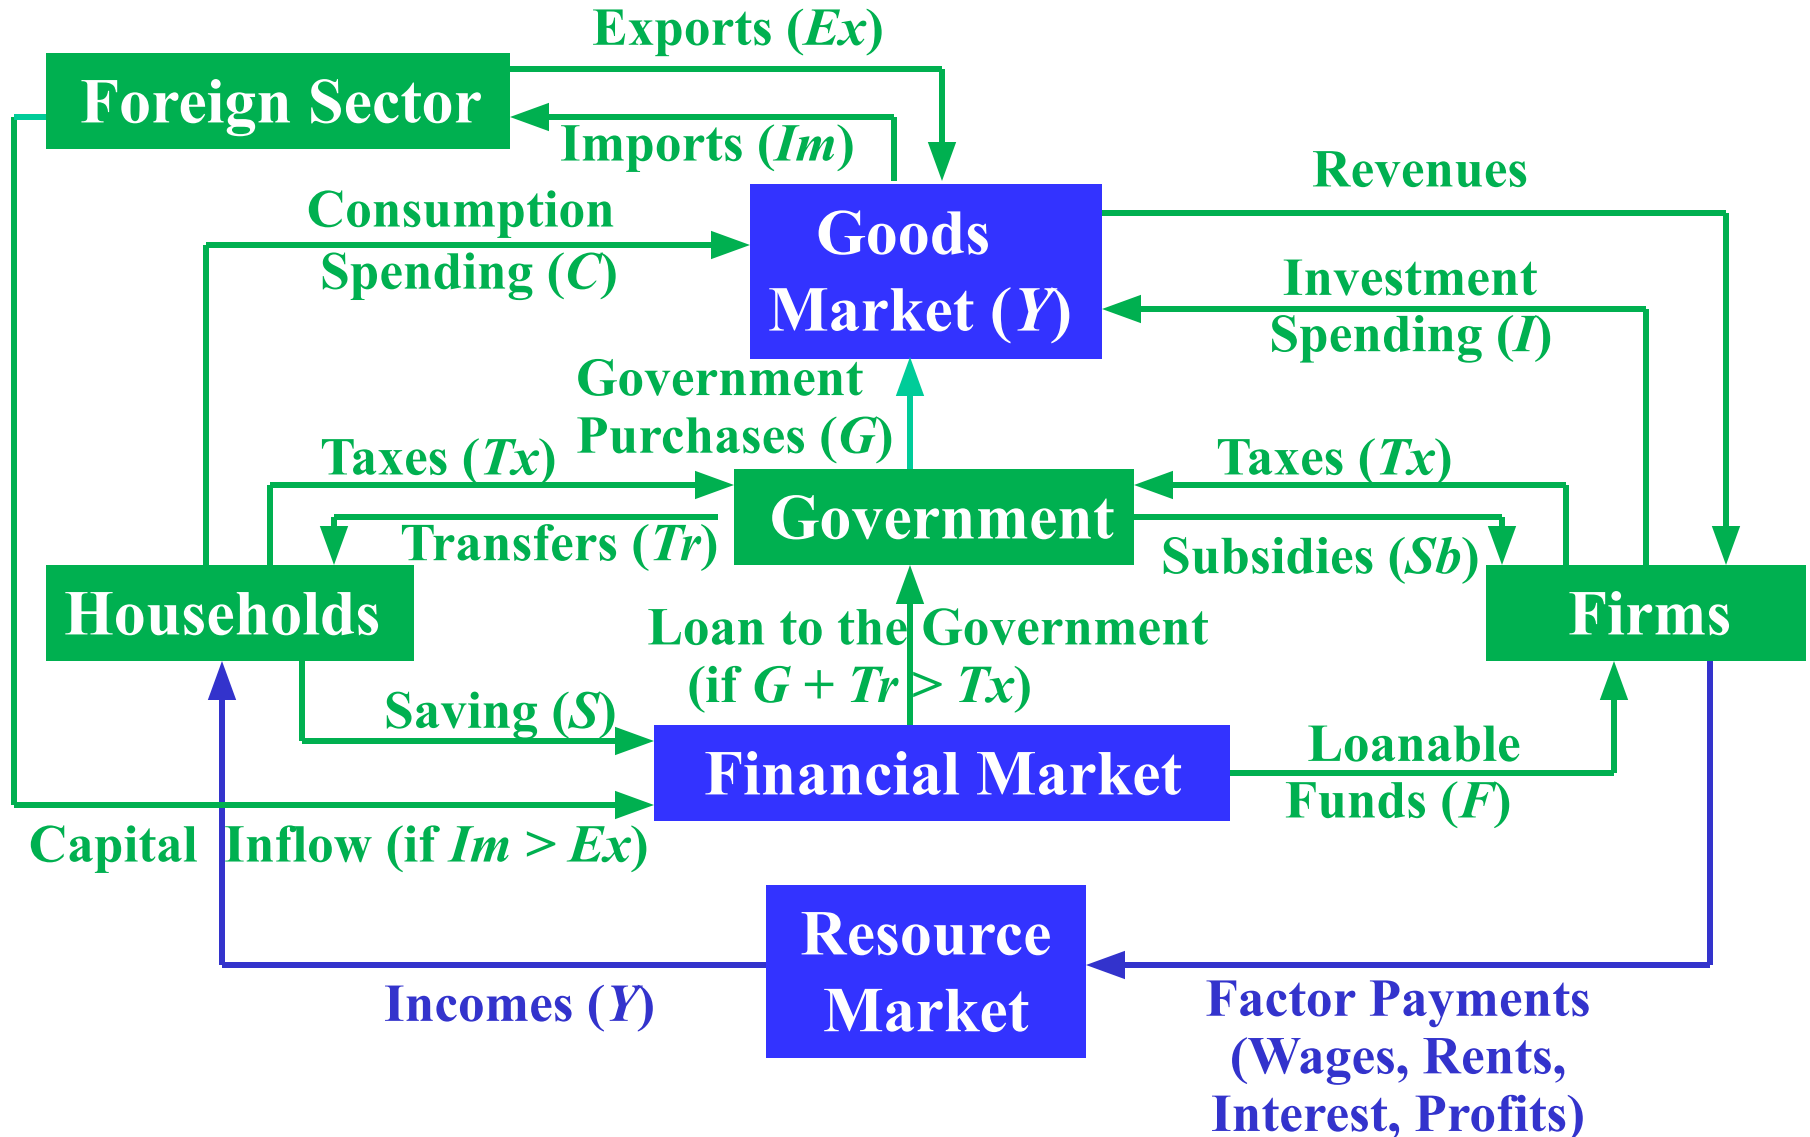 Exports (Ex)
Foreign Sector
Imports (Im)
Revenues
Consumption
Spending (C)
Goods
Market (Y)
Investment
Spending (I)
Government
Purchases (G)
Taxes (Tx)
Taxes (Tx)
Government
Transfers (Tr)
Subsidies (Sb)
Households
Firms
Loan to the Government
(if G + Tr > Tx)
Saving (S)
Financial Market
Loanable
Funds (F)
Capital Inflow (if Im > Ex)
Resource
Market
Incomes (Y)
Factor Payments
(Wages, Rents,
Interest, Profits)